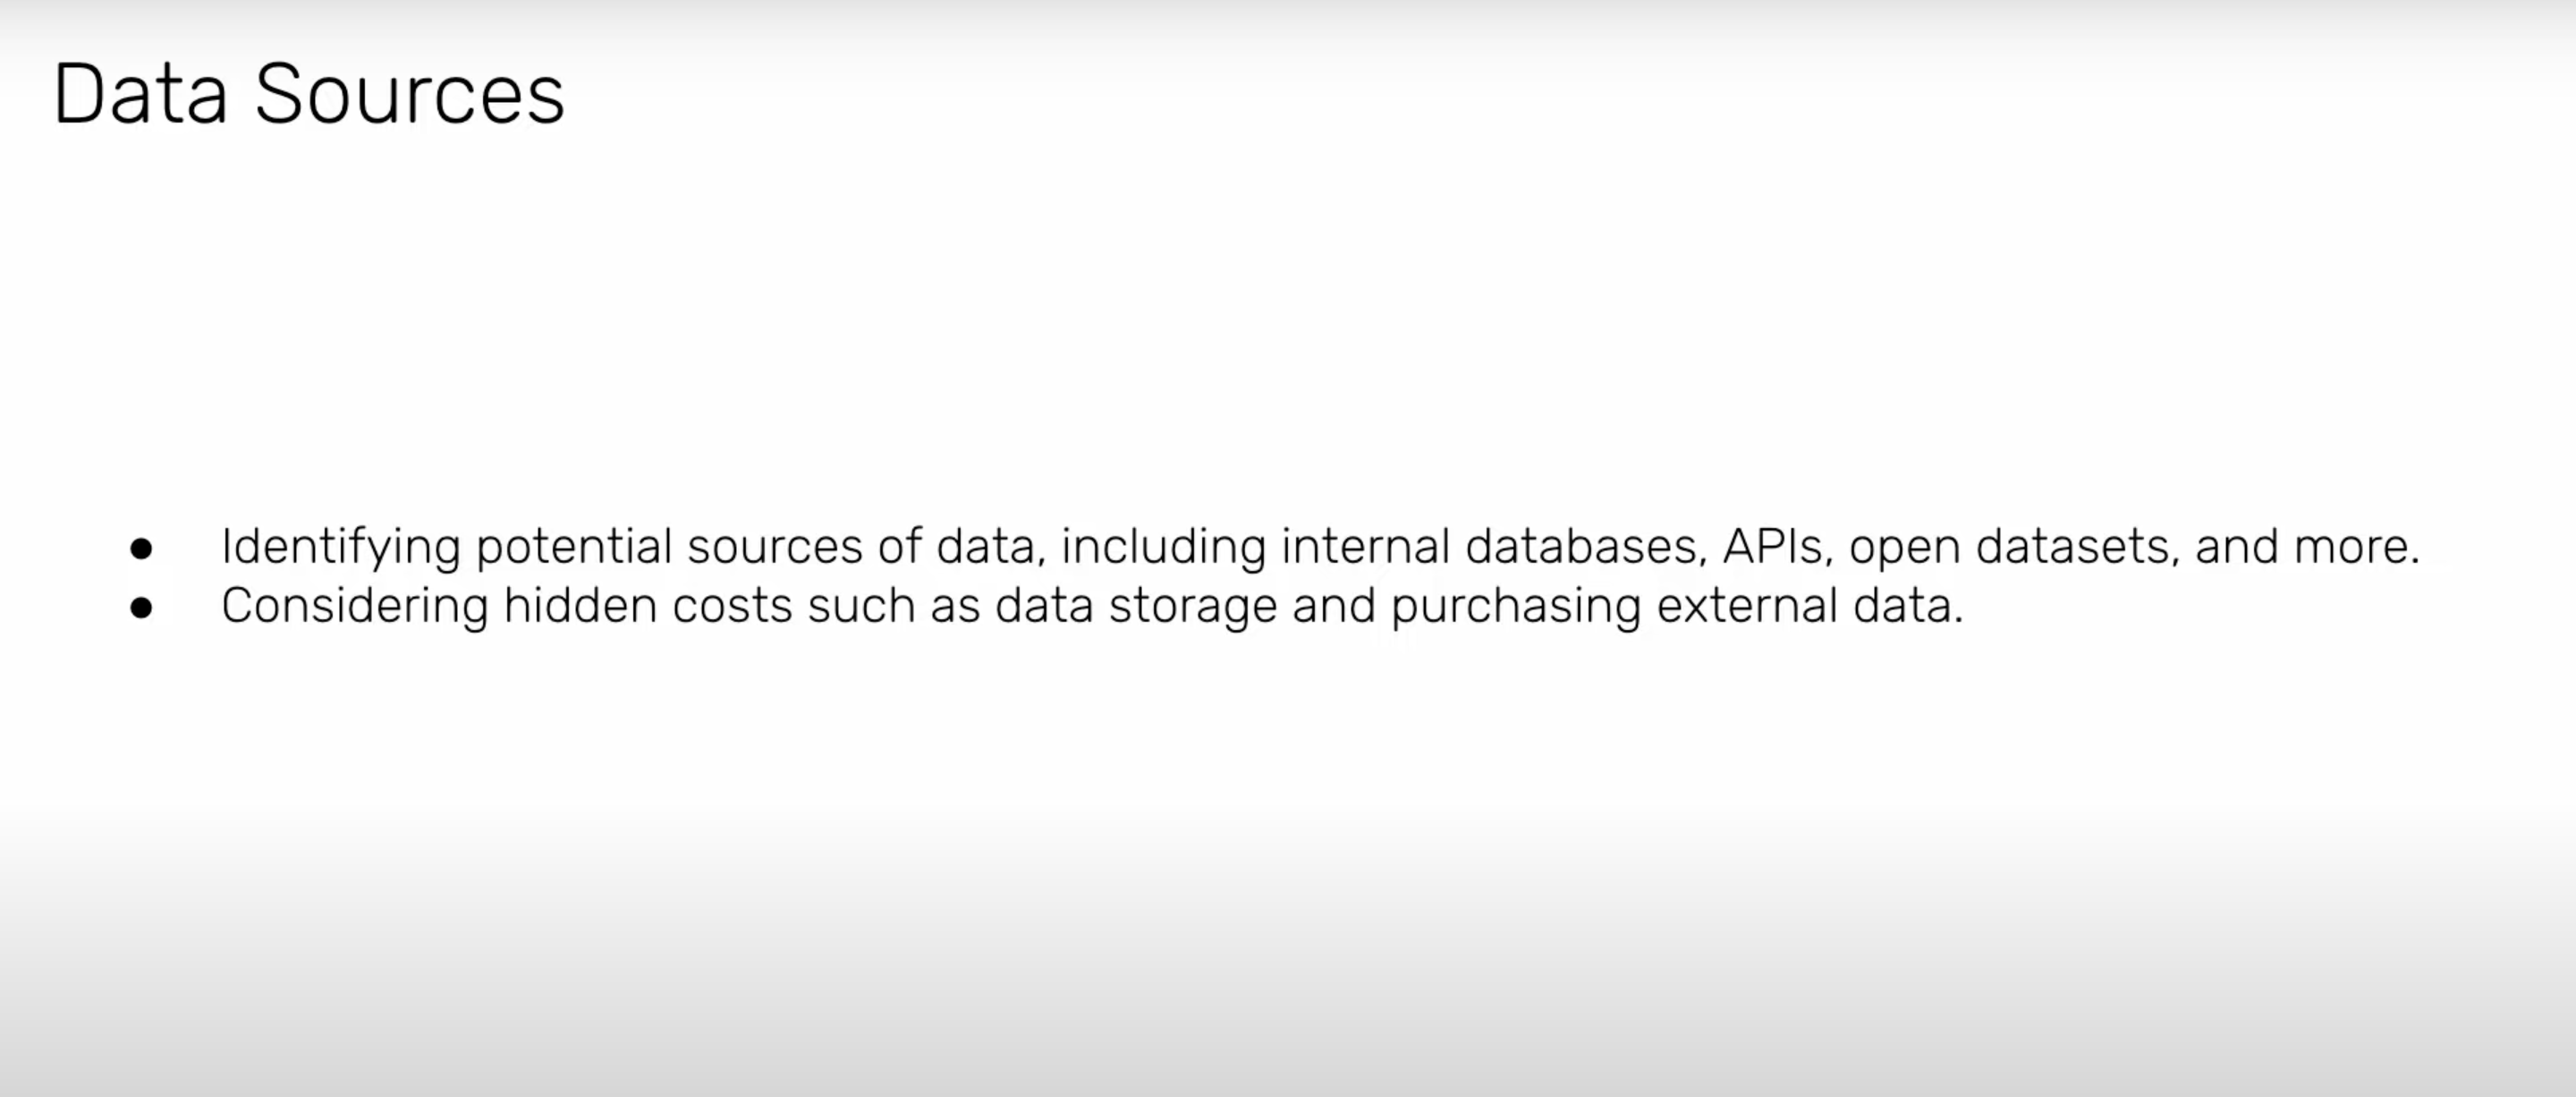 Data Sources
● Identifying potential sources of data, including internal databases, APIs, open datasets, and more.
● Considering hidden costs such as data storage and purchasing external data.